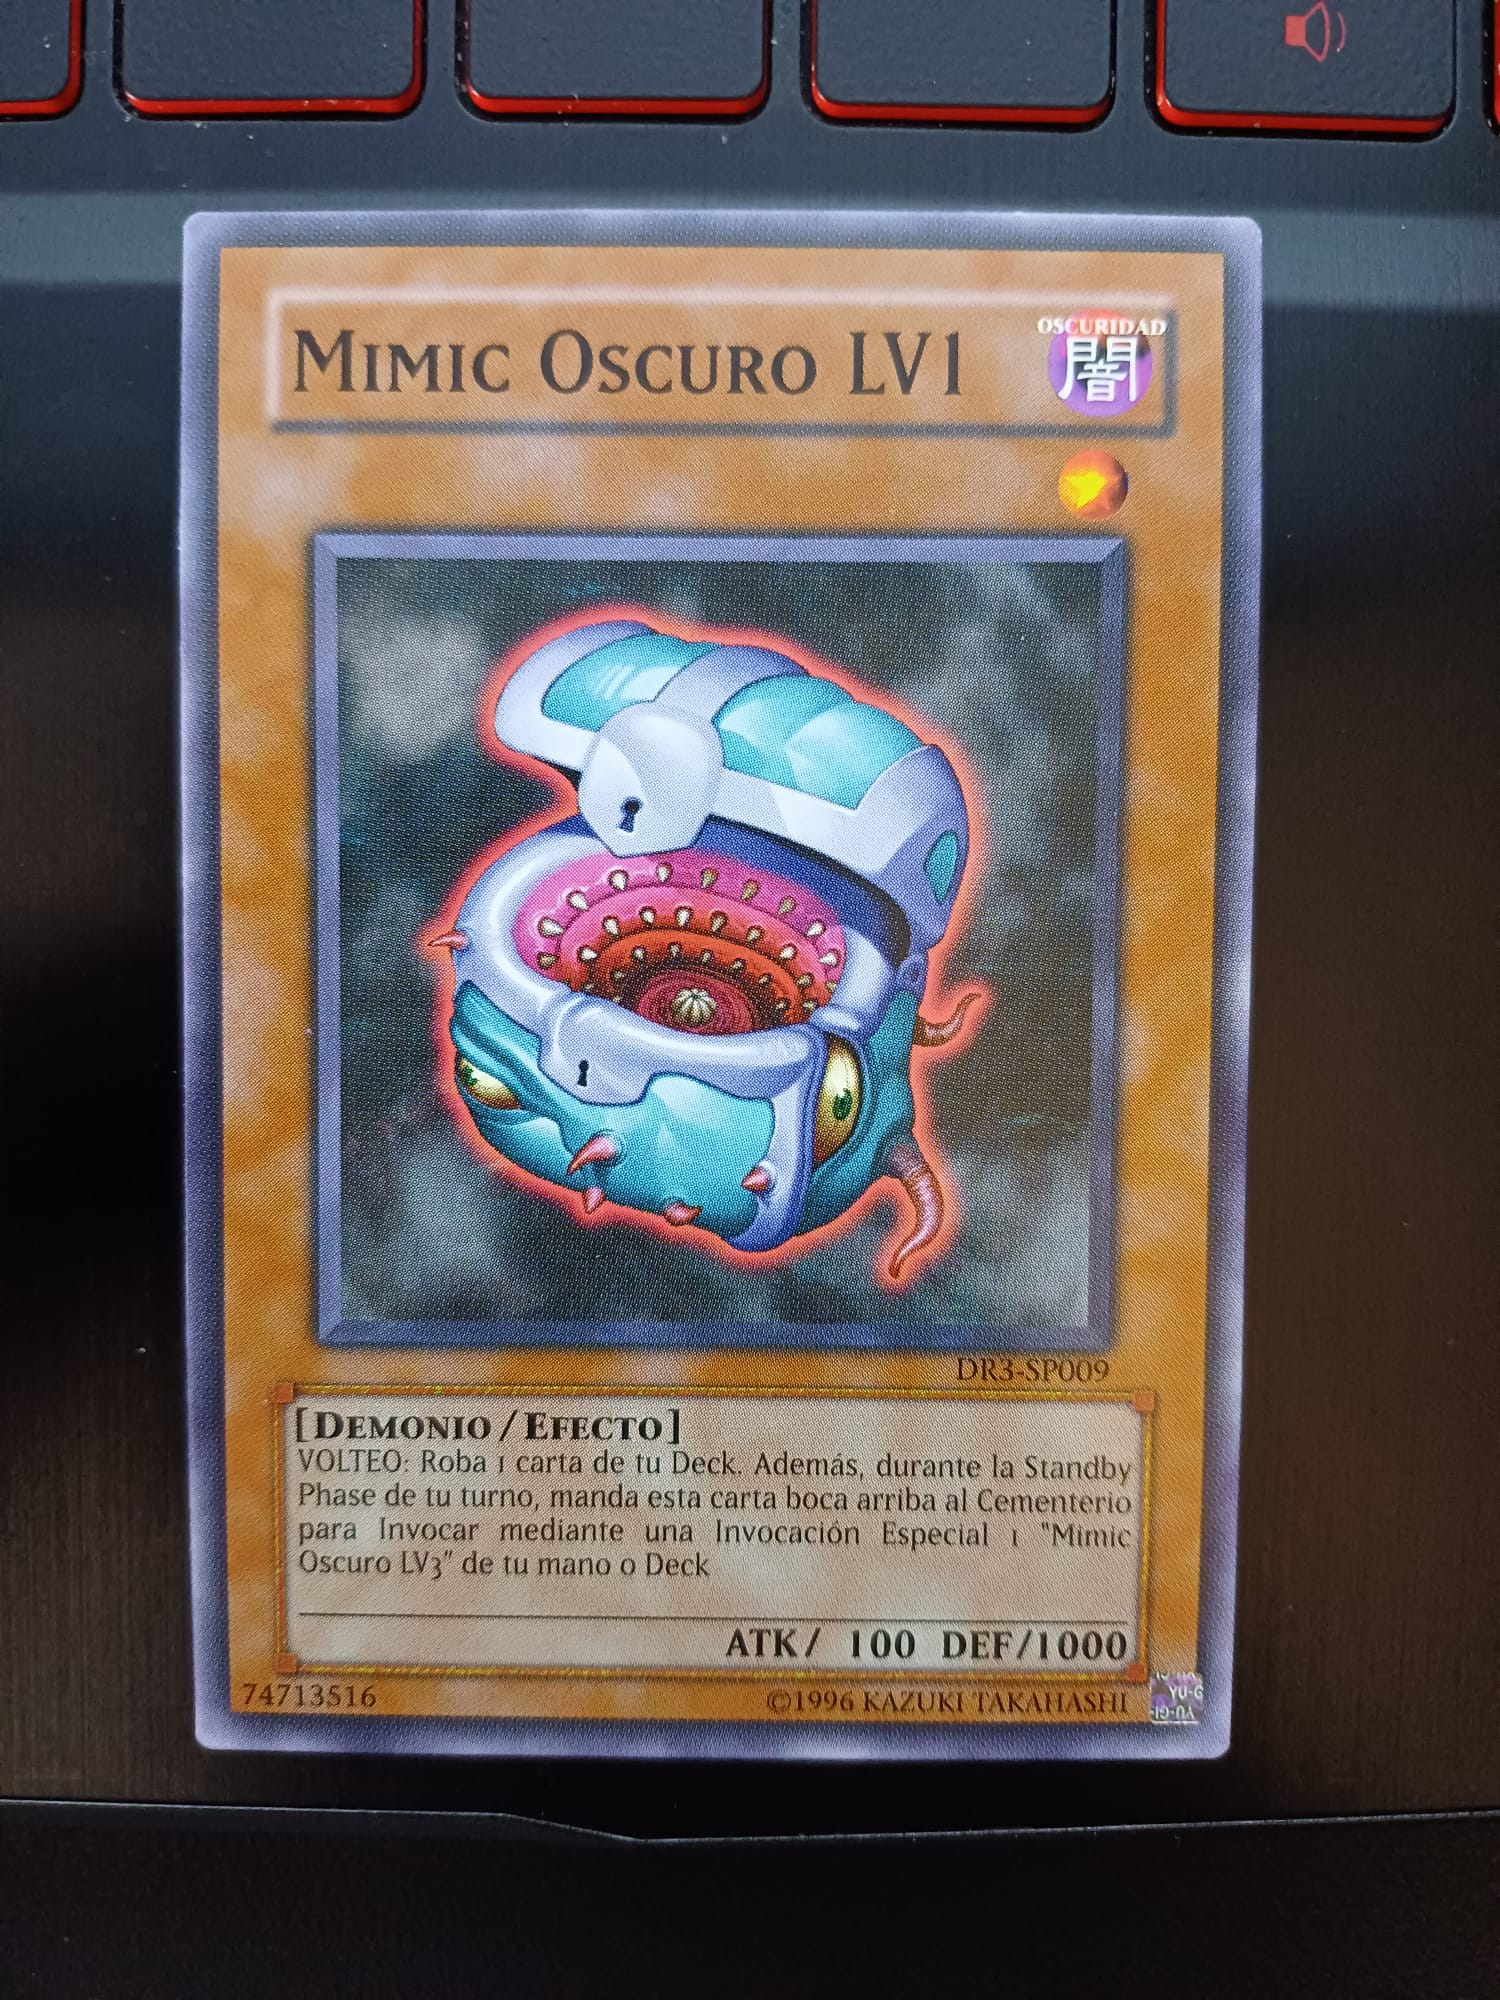 MIMIC OSCURO LV1
OSCURIDAD
闇
DR3-SP009
[DEMONIO/EFECTO]
VOLTEO: Roba 1 carta de tu Deck. Además, durante la Standby
Phase de tu turno, manda esta carta boca arriba al Cementerio
para Invocar mediante una Invocación Especial 1 "Mimic
Oscuro LV3" de tu mano o Deck
ATK/ 100 DEF/1000
74713516
©1996 KAZUKI TAKAHASHI